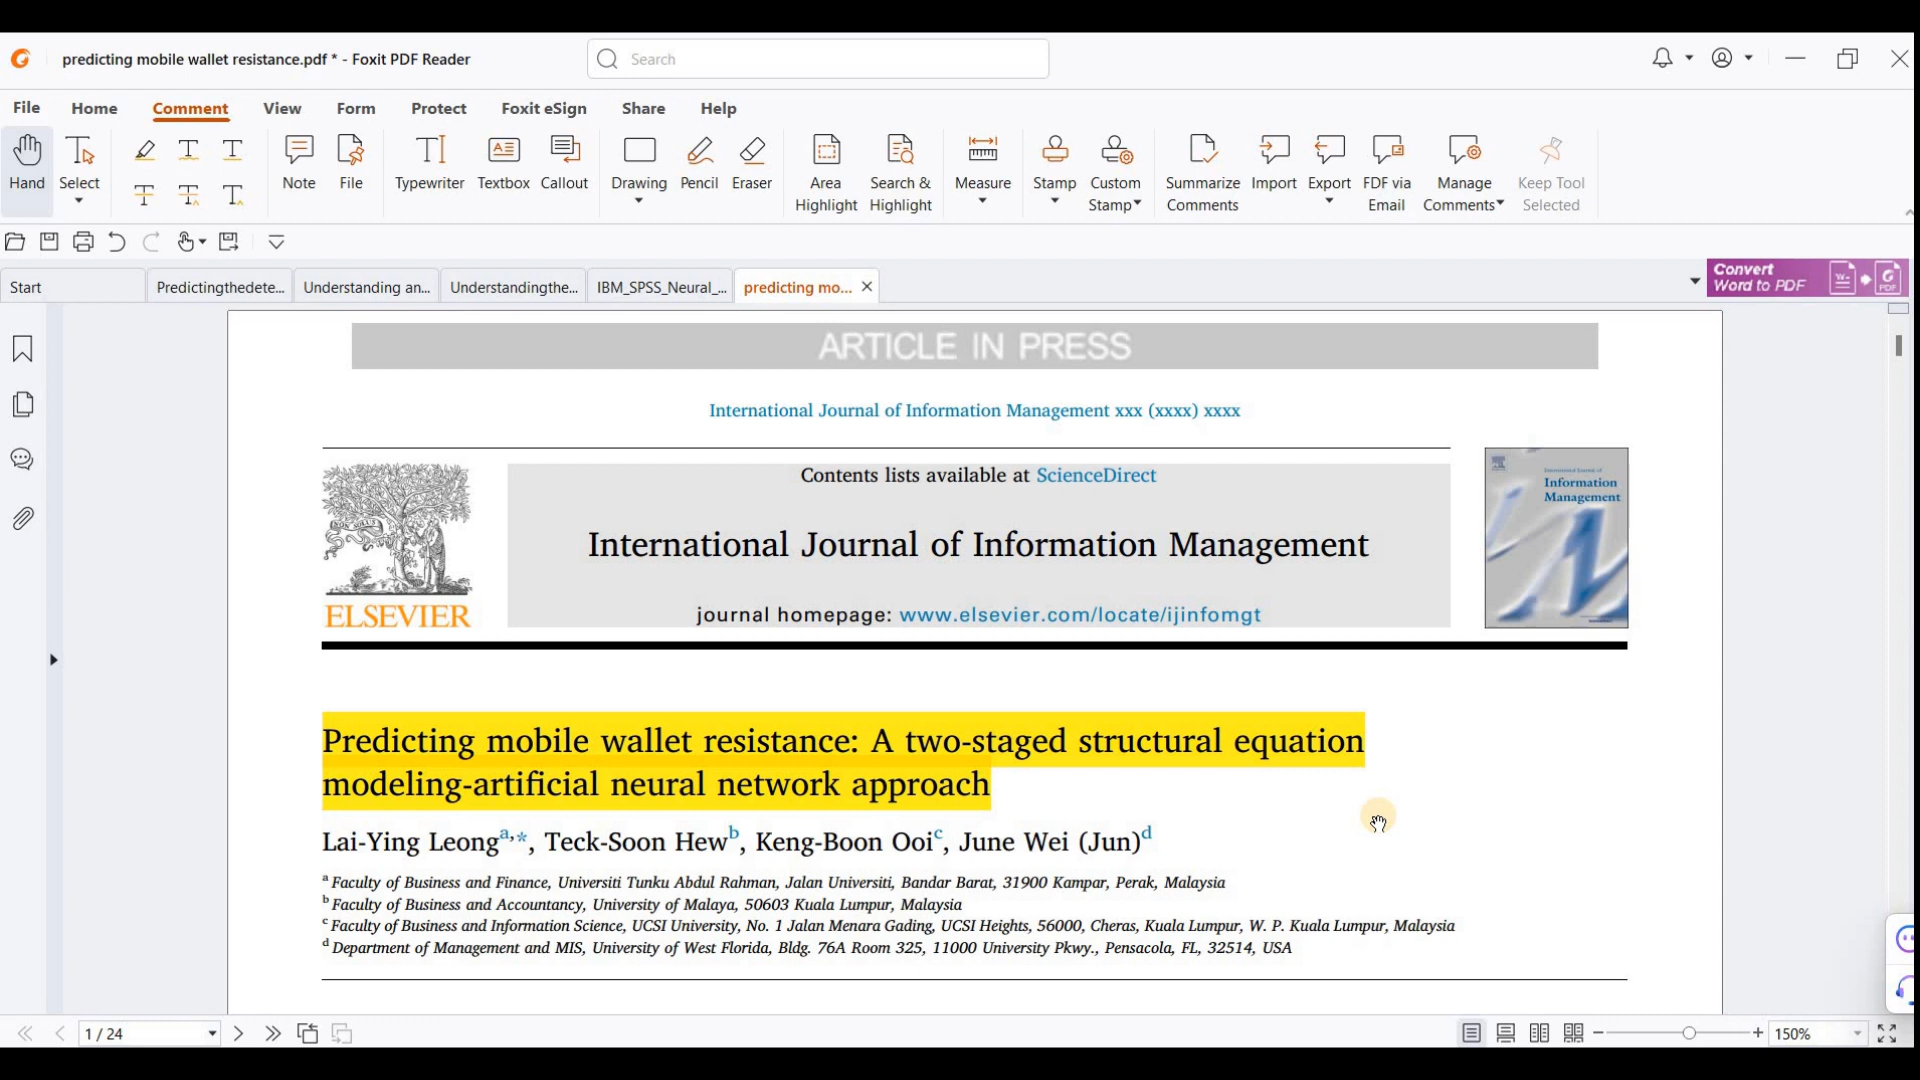 predicting mobile wallet resistance.pdf * - Foxit PDF Reader
Search
File Home Comment View Form Protect Foxit eSign Share Help
Hand Select Note File Typewriter Textbox Callout Drawing Pencil Eraser Area Highlight Search & Highlight Measure Stamp Custom Stamp Summarize Comments Import Export FDF via Email Manage Comments Keep Tool Selected
Start Predictingthedete... Understanding an... Understandingthe... IBM_SPSS_Neural_... predicting mo...
Convert
Word to PDF
ARTICLE IN PRESS
International Journal of Information Management xxx (xxxx) xxxx
Contents lists available at ScienceDirect
International Journal of Information Management
journal homepage: www.elsevier.com/locate/ijinfomgt
ELSEVIER
Information
Management
Predicting mobile wallet resistance: A two-staged structural equation
modeling-artificial neural network approach
Lai-Ying Leong a,*, Teck-Soon Hew b, Keng-Boon Ooi c, June Wei (Jun) d
a Faculty of Business and Finance, Universiti Tunku Abdul Rahman, Jalan Universiti, Bandar Barat, 31900 Kampar, Perak, Malaysia
b Faculty of Business and Accountancy, University of Malaya, 50603 Kuala Lumpur, Malaysia
c Faculty of Business and Information Science, UCSI University, No. 1 Jalan Menara Gading, UCSI Heights, 56000, Cheras, Kuala Lumpur, W. P. Kuala Lumpur, Malaysia
d Department of Management and MIS, University of West Florida, Bldg. 76A Room 325, 11000 University Pkwy., Pensacola, FL, 32514, USA
1 / 24
150%